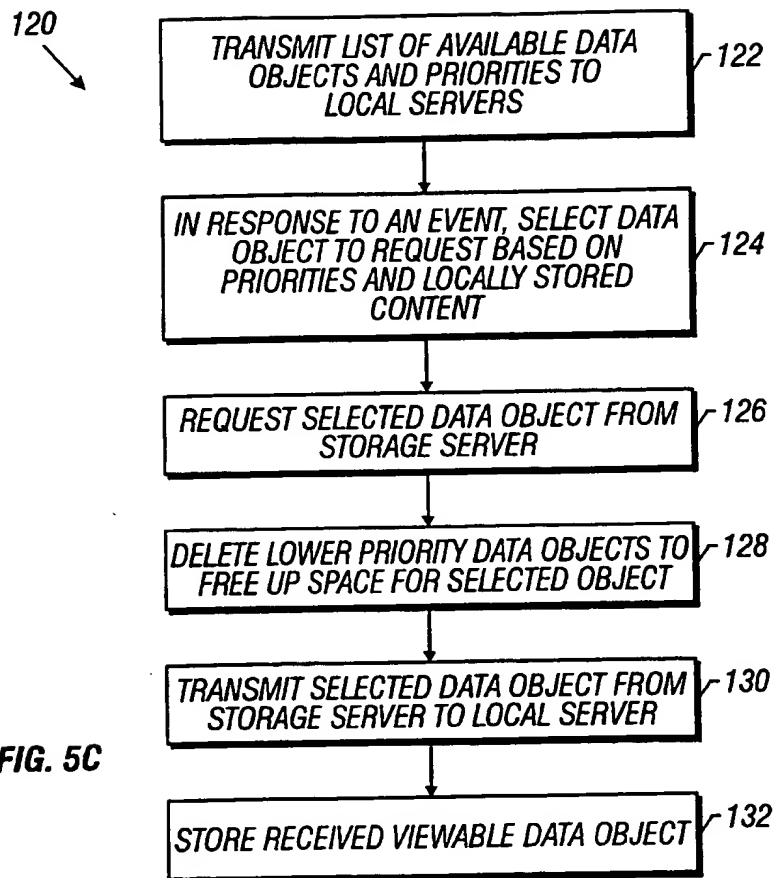 120
TRANSMIT LIST OF AVAILABLE DATA
OBJECTS AND PRIORITIES TO
LOCAL SERVERS
122
IN RESPONSE TO AN EVENT, SELECT DATA
OBJECT TO REQUEST BASED ON
PRIORITIES AND LOCALLY STORED
CONTENT
124
REQUEST SELECTED DATA OBJECT FROM
STORAGE SERVER
126
DELETE LOWER PRIORITY DATA OBJECTS TO
FREE UP SPACE FOR SELECTED OBJECT
128
TRANSMIT SELECTED DATA OBJECT FROM
STORAGE SERVER TO LOCAL SERVER
130
FIG. 5C
STORE RECEIVED VIEWABLE DATA OBJECT
132